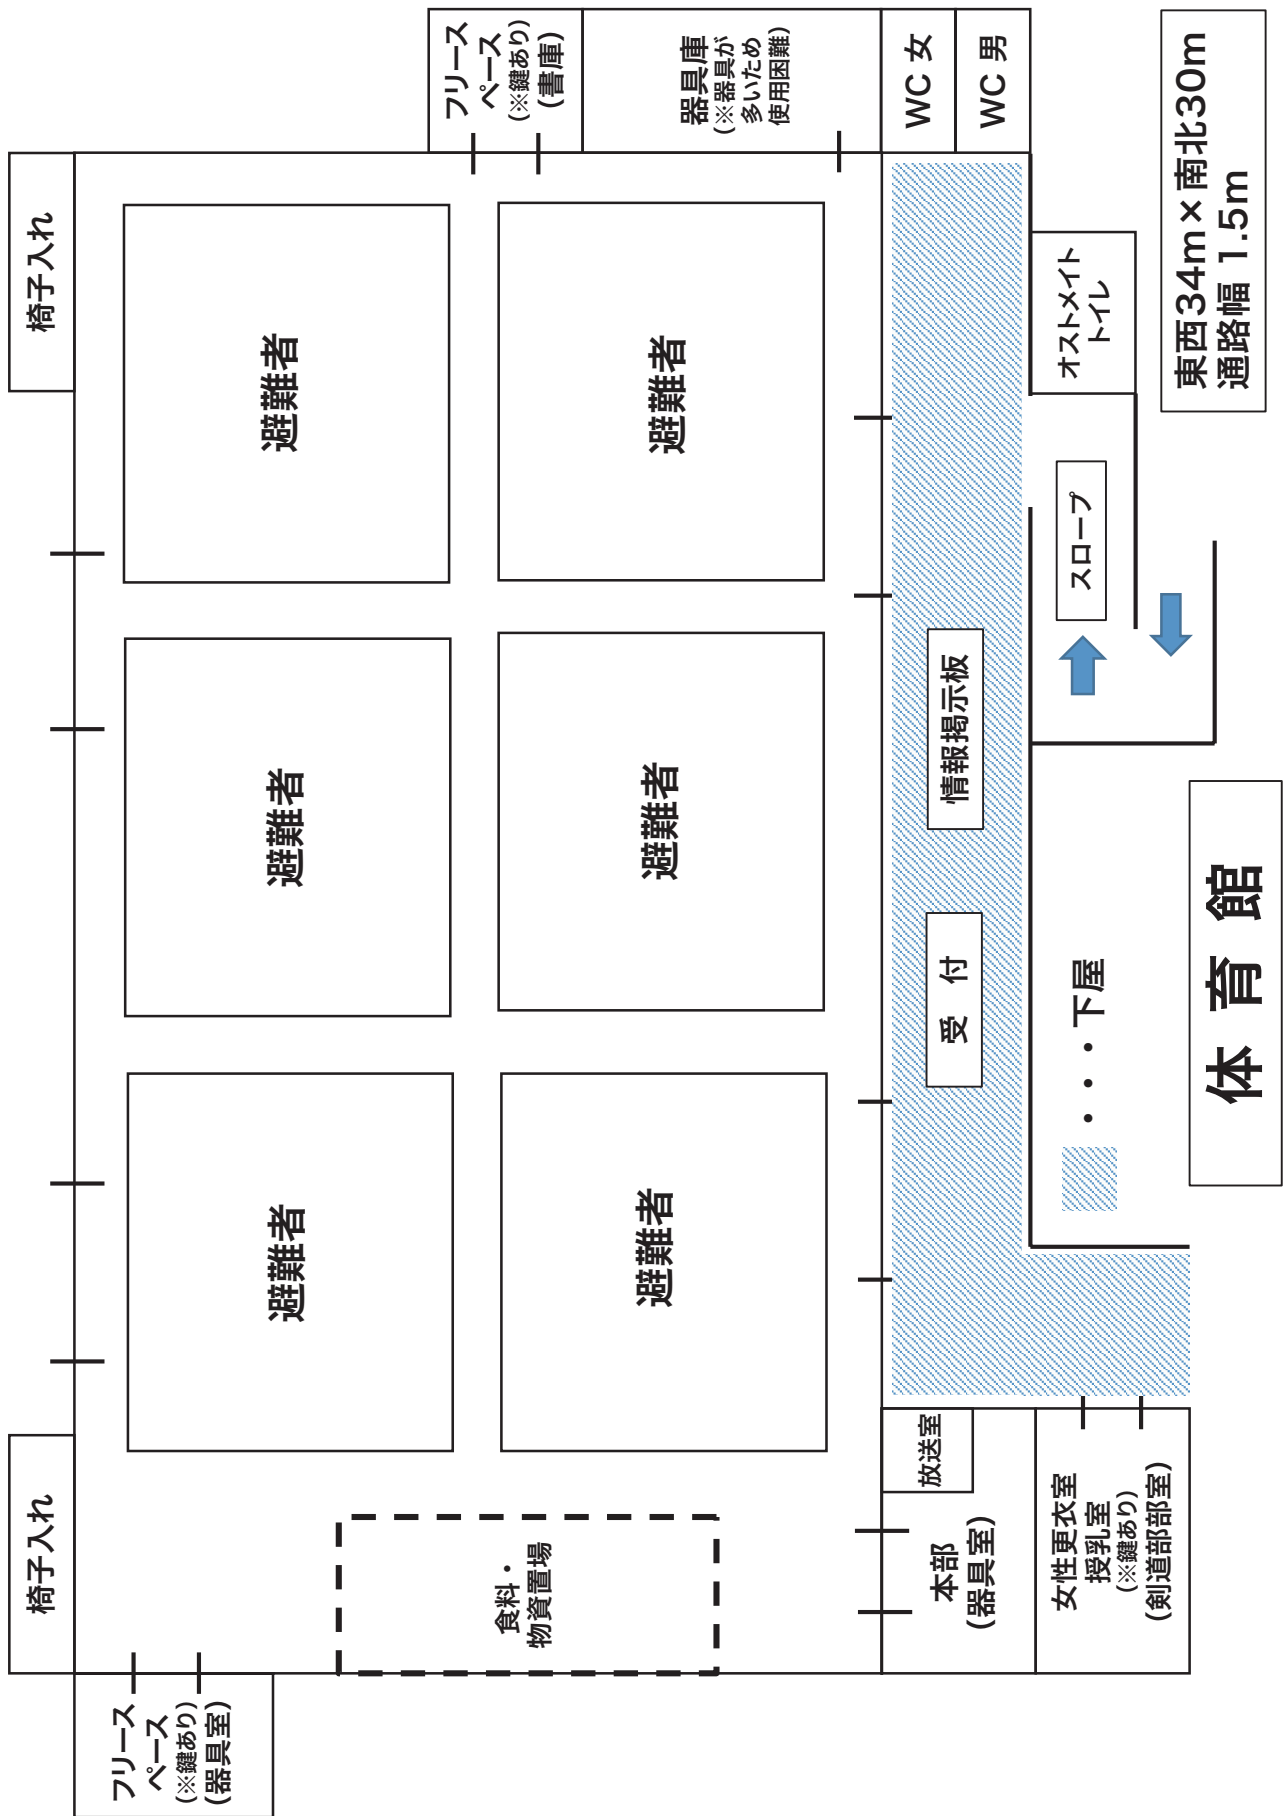 椅子入れ
椅子入れ
フリース
ペース
(※鍵あり)
(器具室)
避難者
避難者
避難者
フリース
ペース
(※鍵あり)
(書庫)
食料・
物資置場
避難者
避難者
避難者
器具庫
(※器具が
多いため
使用困難)
放送室
本部
(器具室)
受　付
情報掲示板
WC 女
WC 男
女性更衣室
授乳室
(※鍵あり)
(剣道部部室)
・・・下屋
スロープ
オストメイト
トイレ
体 育 館
東西34m×南北30m
通路幅 1.5m